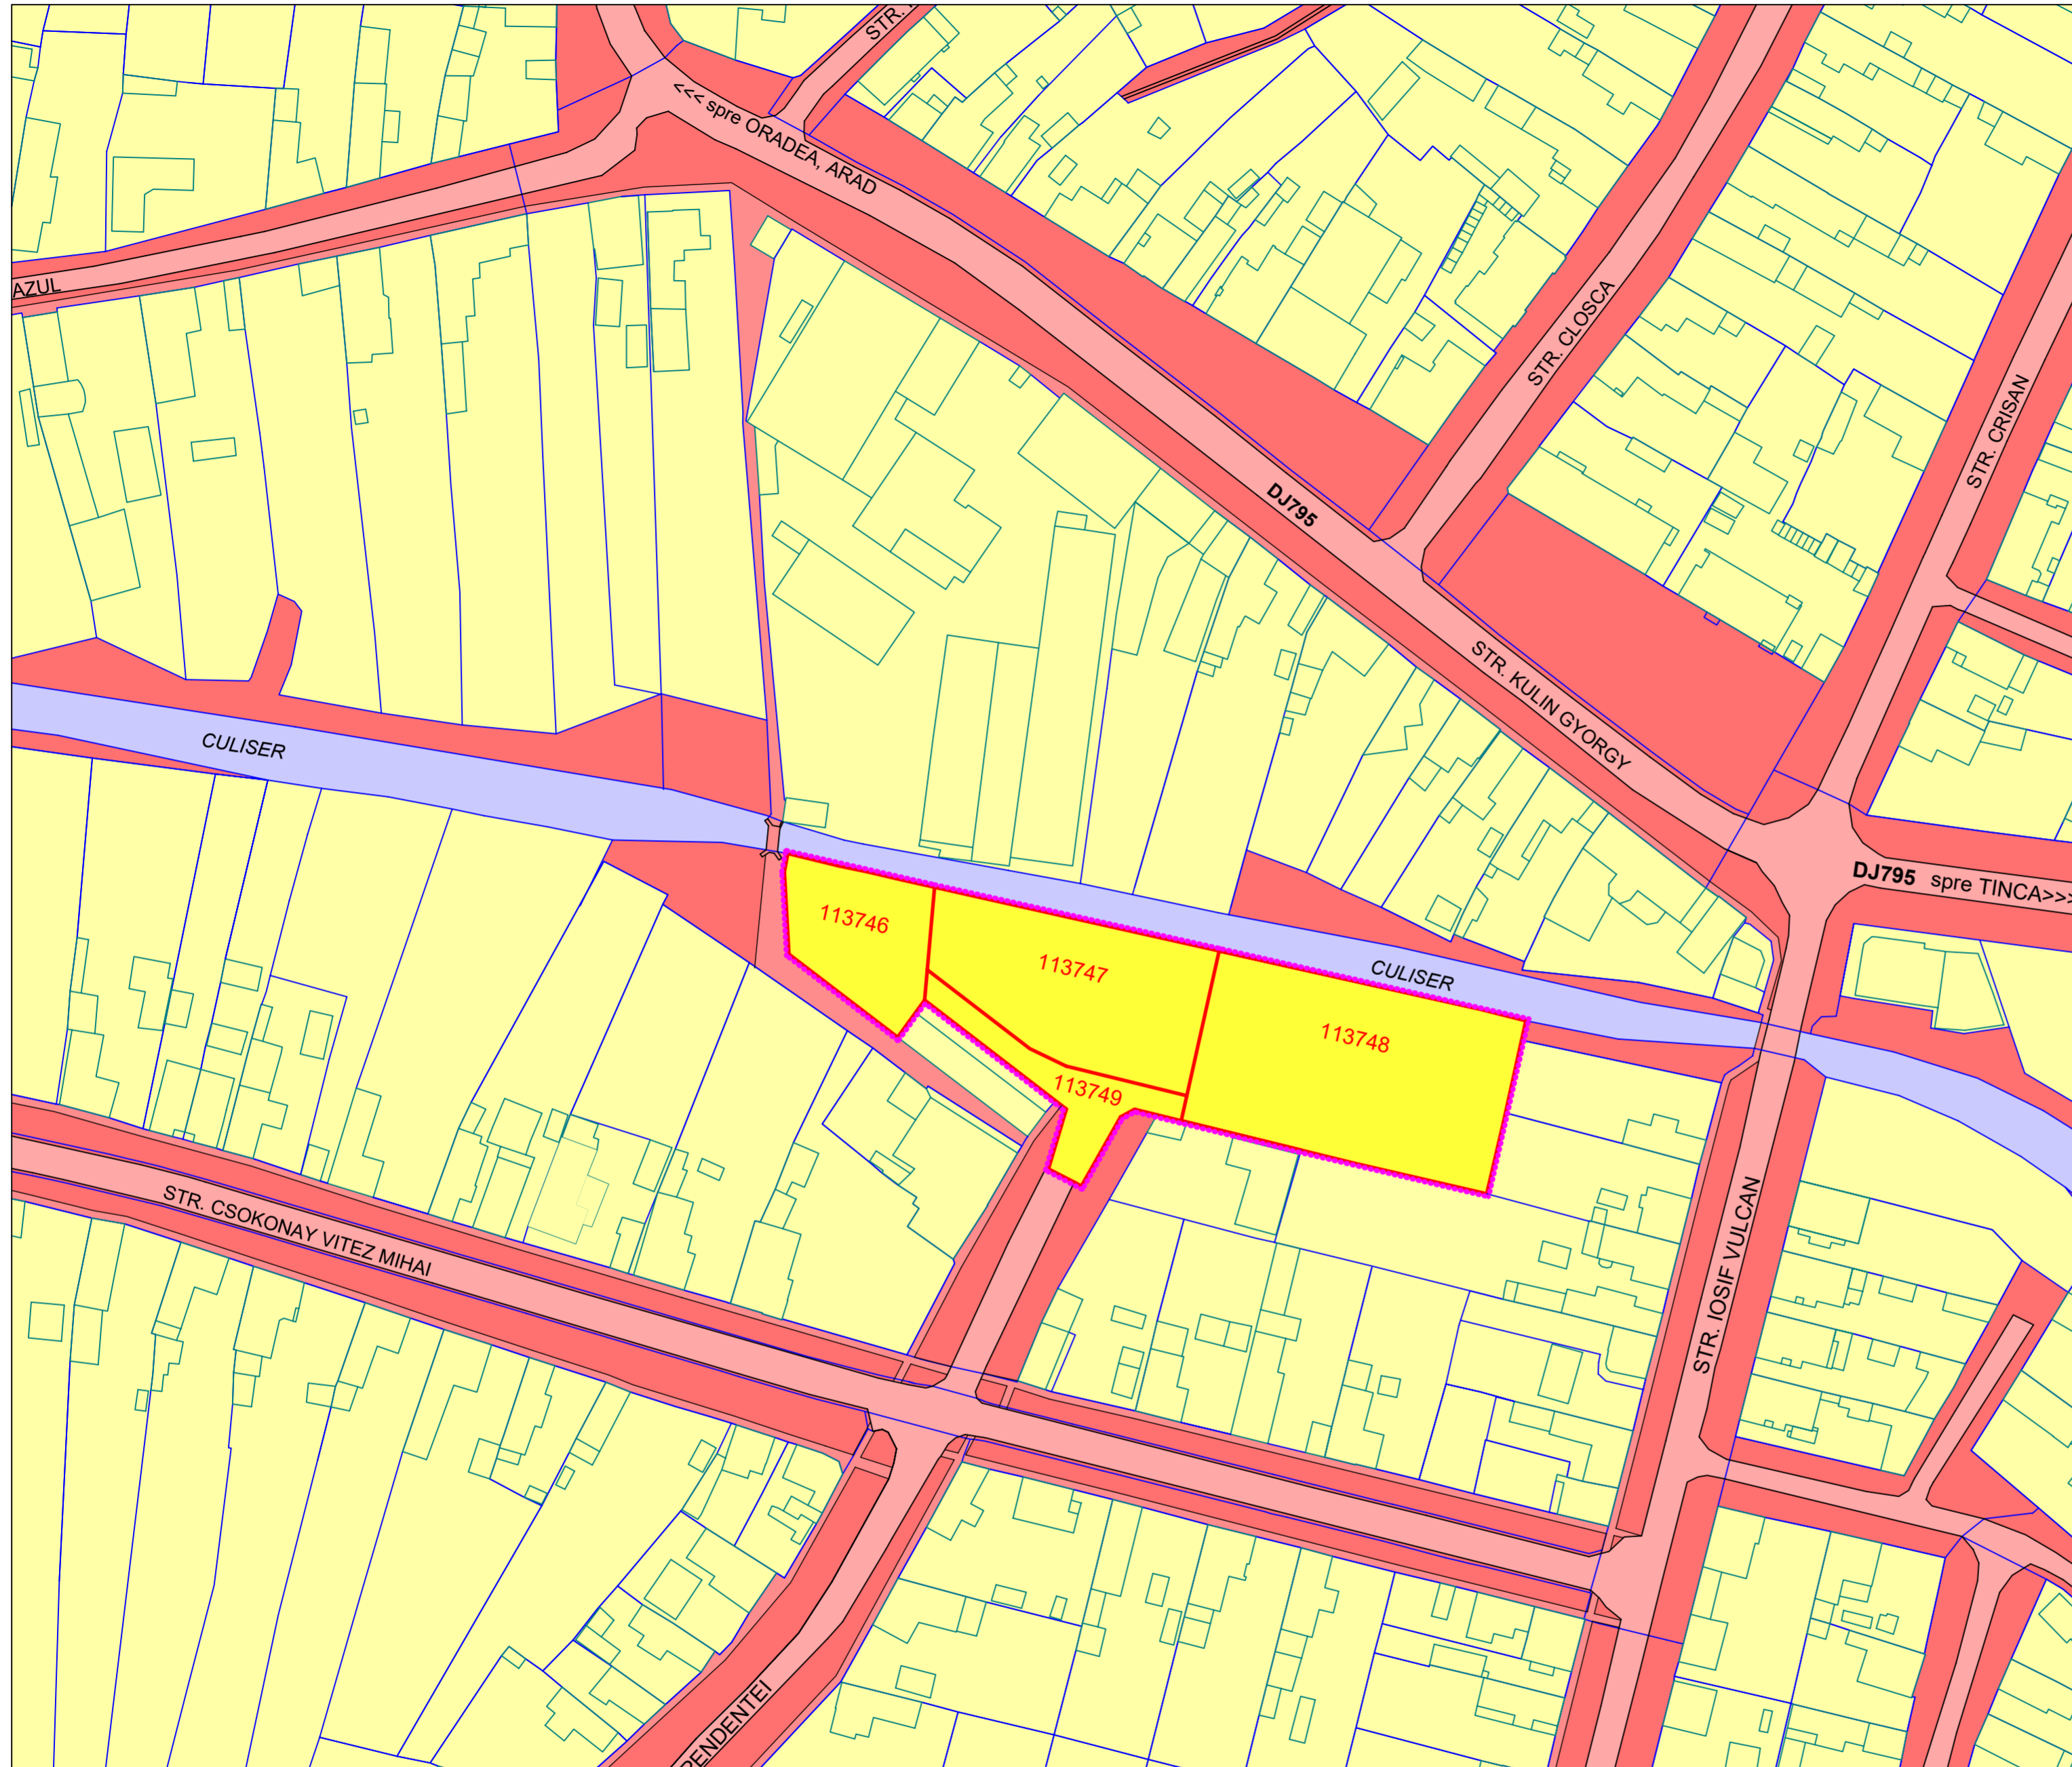 STR.
<<< spre ORADEA, ARAD
AZUL
STR. CLOSCA
STR. CRISAN
DJ795
STR. KULIN GYORGY
CULISER
DJ795 spre TINCA>>>
113746
113747
CULISER
113748
113749
STR. CSOKONAY VITEZ MIHAI
STR. IOSIF VULCAN
PENDENTEI